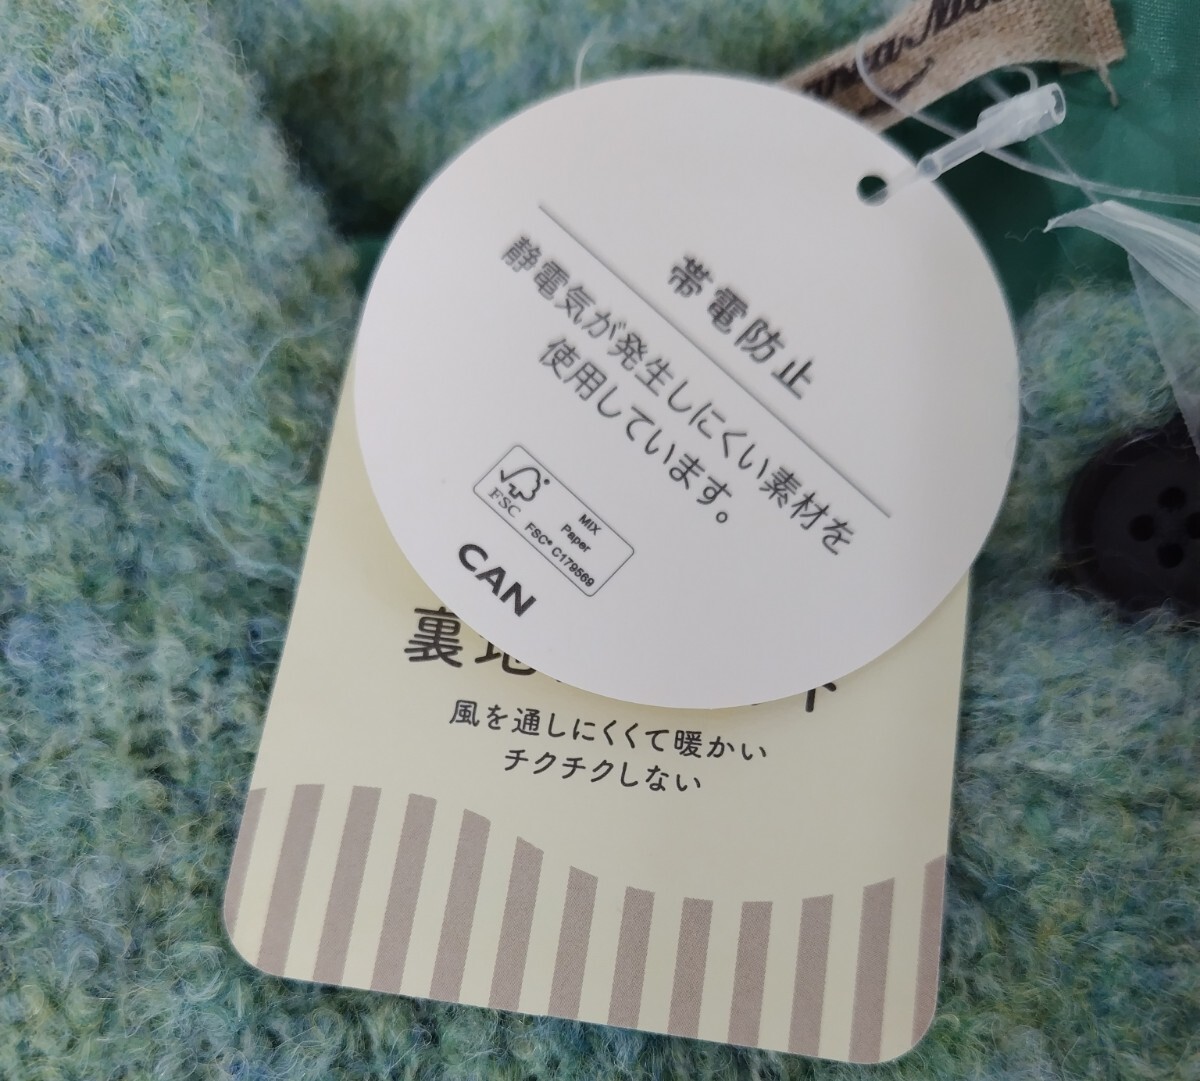 帯電防止
静電気が発生しにくい素材を
使用しています。
FSC
MIX
Paper
FSC® C179569
CAN
裏地
風を通しにくくて暖かい
チクチクしない